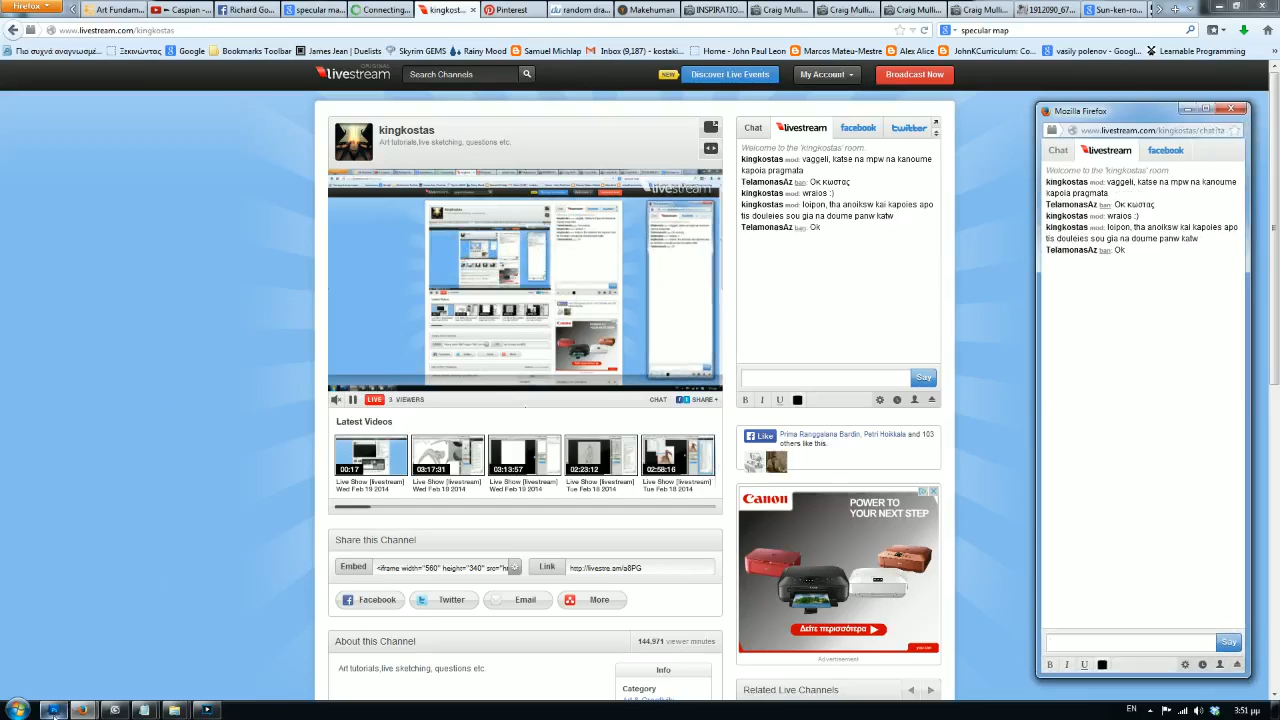 Firefox
Art Fundam...
Caspian -...
Richard Go...
specular m...
Connecting...
kingkost...
Pinterest
random dra...
Makehuman
INSPIRATIO...
Craig Mulli...
Craig Mulli...
Craig Mulli...
Craig Mulli...
1912090_67...
Sun-ken-ro...
www.livestream.com/kingkostas
specular map
Πιο συχνά αναγνωσμέ...
Ξεκινώντας
Google
Bookmarks Toolbar
James Jean | Duelists
Skyrim GEMS
Rainy Mood
Samuel Michlap
Inbox (9,187) - kostaki...
Home - John Paul Leon
Marcos Mateu-Mestre
Alex Alice
JohnKCurriculum: Co...
vasily polenov - Googl...
Learnable Programming
ORIGINAL
livestream
Search Channels
NEW
Discover Live Events
My Account
Broadcast Now
kingkostas
Art tutorials,live sketching, questions etc.
Chat
livestream
facebook
twitter
Welcome to the 'kingkostas' room.
kingkostas mod: vaggeli, katse na mpw na kanoume
kapoia pragmata
TelamonasAz ban: Οκ κωστας
kingkostas mod: wraios :)
kingkostas mod: loipon, tha anoiksw kai kapoies apo
tis douleies sou gia na doume panw katw
TelamonasAz ban: Ok
Say
B I U
LIVE
3 VIEWERS
CHAT
SHARE +
Latest Videos
00:17
03:17:31
03:13:57
02:23:12
02:58:16
Live Show [livestream]
Wed Feb 19 2014
Live Show [livestream]
Wed Feb 19 2014
Live Show [livestream]
Wed Feb 19 2014
Live Show [livestream]
Tue Feb 18 2014
Live Show [livestream]
Tue Feb 18 2014
Like
Prima Ranggalana Bardin, Petri Hoikkala and 103
others like this.
Canon
POWER TO
YOUR NEXT STEP
Δείτε περισσότερα
Advertisement
Share this Channel
Embed
<iframe width="560" height="340" src="h
Link
http://livestre.am/a8PG
Facebook
Twitter
Email
More
About this Channel
144,971 viewer minutes
Art tutorials,live sketching, questions etc.
Info
Category
Related Live Channels
Mozilla Firefox
www.livestream.com/kingkostas/chat?ta
Chat
livestream
facebook
Welcome to the 'kingkostas' room
kingkostas mod: vaggeli, katse na mpw na kanoume
kapoia pragmata
TelamonasAz ban: Οκ κωστας
kingkostas mod: wraios :)
kingkostas mod: loipon, tha anoiksw kai kapoies apo
tis douleies sou gia na doume panw katw
TelamonasAz ban: Ok
Say
B I U
EN
3:51 μμ